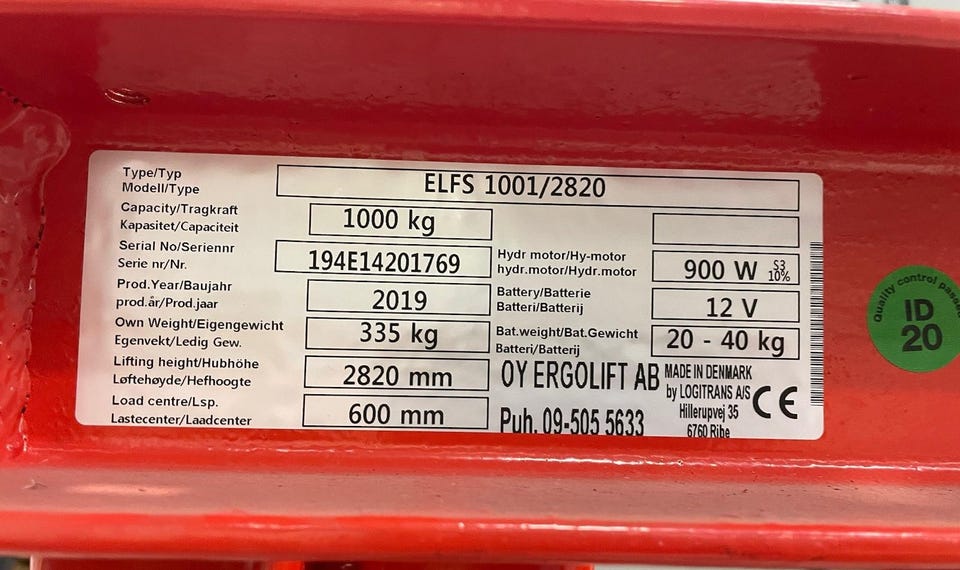 Type/Typ
Modell/Type
ELFS 1001/2820
Capacity/Tragkraft
Kapasitet/Capaciteit
1000 kg
Serial No/Seriennr
Serie nr/Nr.
194E14201769
Hydr motor/Hy-motor
hydr.motor/Hydr.motor
900 W S3
10%
Prod.Year/Baujahr
prod.år/Prod.jaar
2019
Battery/Batterie
Batteri/Batterij
12 V
Own Weight/Eigengewicht
Egenvekt/Ledig Gew.
335 kg
Bat.weight/Bat.Gewicht
Batteri/Batterij
20 - 40 kg
Lifting height/Hubhöhe
Løftehøyde/Hefhoogte
2820 mm
Load centre/Lsp.
Lastecenter/Laadcenter
600 mm
OY ERGOLIFT AB
Puh. 09-505 5633
MADE IN DENMARK
by LOGITRANS A/S
Hillerupvej 35
6760 Ribe
CE
Quality control passed
ID
20